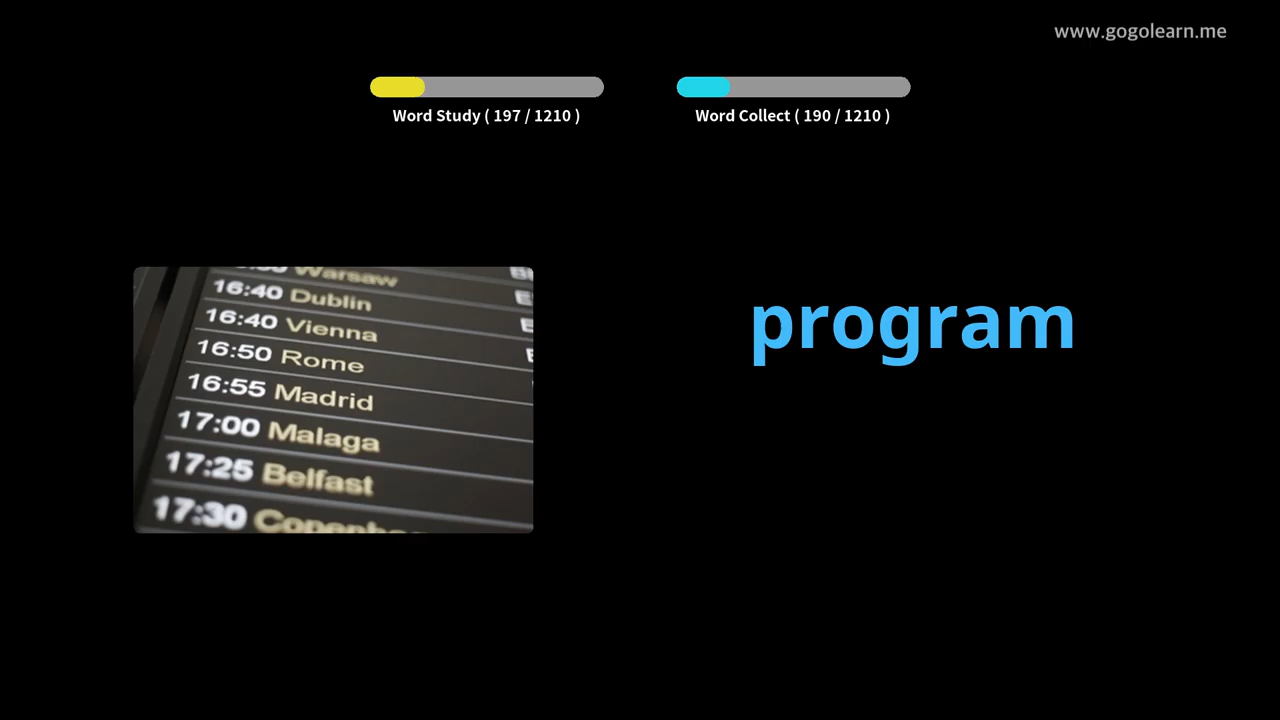 www.gogolearn.me
Word Study ( 197 / 1210 )
Word Collect ( 190 / 1210 )
Warsaw
16:40 Dublin
16:40 Vienna
16:50 Rome
16:55 Madrid
17:00 Malaga
17:25 Belfast
17:30
program